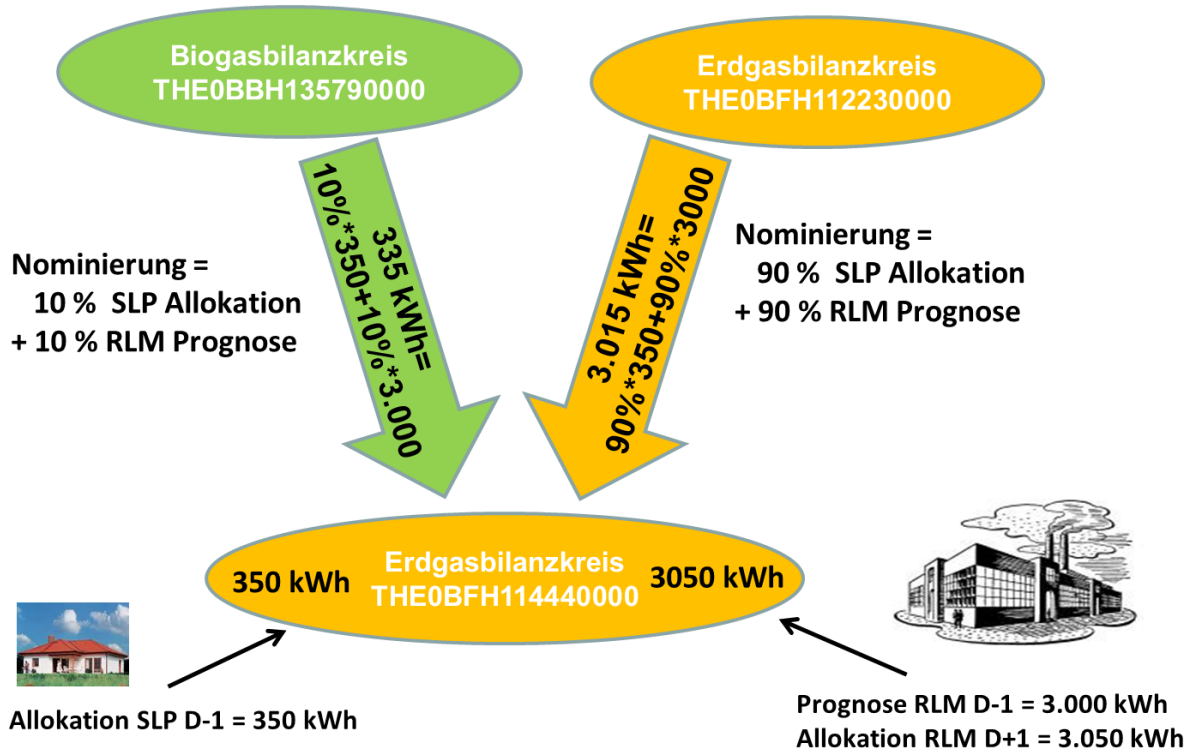 Biogasbilanzkreis
THE0BBH135790000
Erdgasbilanzkreis
THE0BFH112230000
335 kWh=
10%*350+10%*3.000
3.015 kWh=
90%*350+90%*3000
Nominierung =
10 % SLP Allokation
+ 10 % RLM Prognose
Nominierung =
90 % SLP Allokation
+ 90 % RLM Prognose
350 kWh
Erdgasbilanzkreis
THE0BFH114440000
3050 kWh
Allokation SLP D-1 = 350 kWh
Prognose RLM D-1 = 3.000 kWh
Allokation RLM D+1 = 3.050 kWh